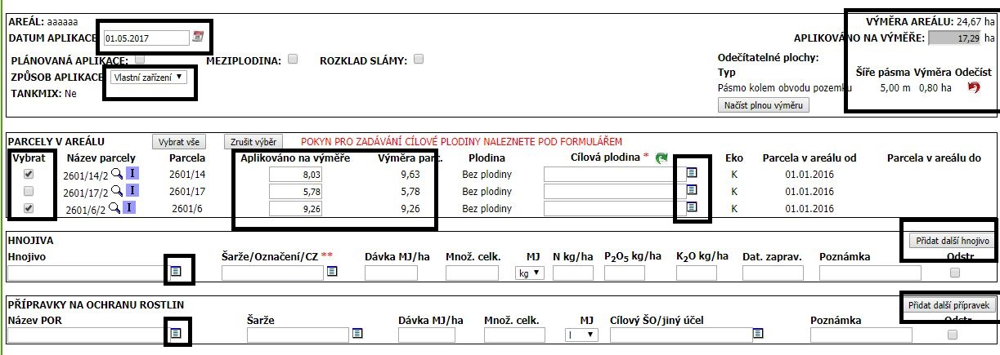 AREÁL: aaaaaa VÝMĚRA AREÁLU: 24,67 ha
DATUM APLIKACE 01.05.2017 APLIKOVÁNO NA VÝMĚŘE: 17,29 ha
PLÁNOVANÁ APLIKACE: MEZIPLODINA: ROZKLAD SLÁMY: Odečítatelné plochy:
ZPŮSOB APLIKACE Vlastní zařízení Typ Šíře pásma Výměra Odečíst
TANKMIX: Ne Pásmo kolem obvodu pozemku 5,00 m 0,80 ha
Načíst plnou výměru
PARCELY V AREÁLU Vybrat vše Zrušit výběr POKYN PRO ZADÁVÁNÍ CÍLOVÉ PLODINY NALEZNETE POD FORMULÁŘEM
Vybrat Název parcely Parcela Aplikováno na výměře Výměra parc. Plodina Cílová plodina * Eko Parcela v areálu od Parcela v areálu do
2601/14/2 I 2601/14 8,03 9,63 Bez plodiny K 01.01.2016
2601/17/2 I 2601/17 5,78 5,78 Bez plodiny K 01.01.2016
2601/6/2 I 2601/6 9,26 9,26 Bez plodiny K 01.01.2016
HNOJIVA Přidat další hnojivo
Hnojivo Šarže/Označení/CZ ** Dávka MJ/ha Množ. celk. MJ N kg/ha P2O5 kg/ha K2O kg/ha Dat. zaprav. Poznámka Odstr
kg
PŘÍPRAVKY NA OCHRANU ROSTLIN Přidat další přípravek
Název POR Šarže Dávka MJ/ha Množ. celk. MJ Cílový ŠO/jiný účel Poznámka Odstr
l